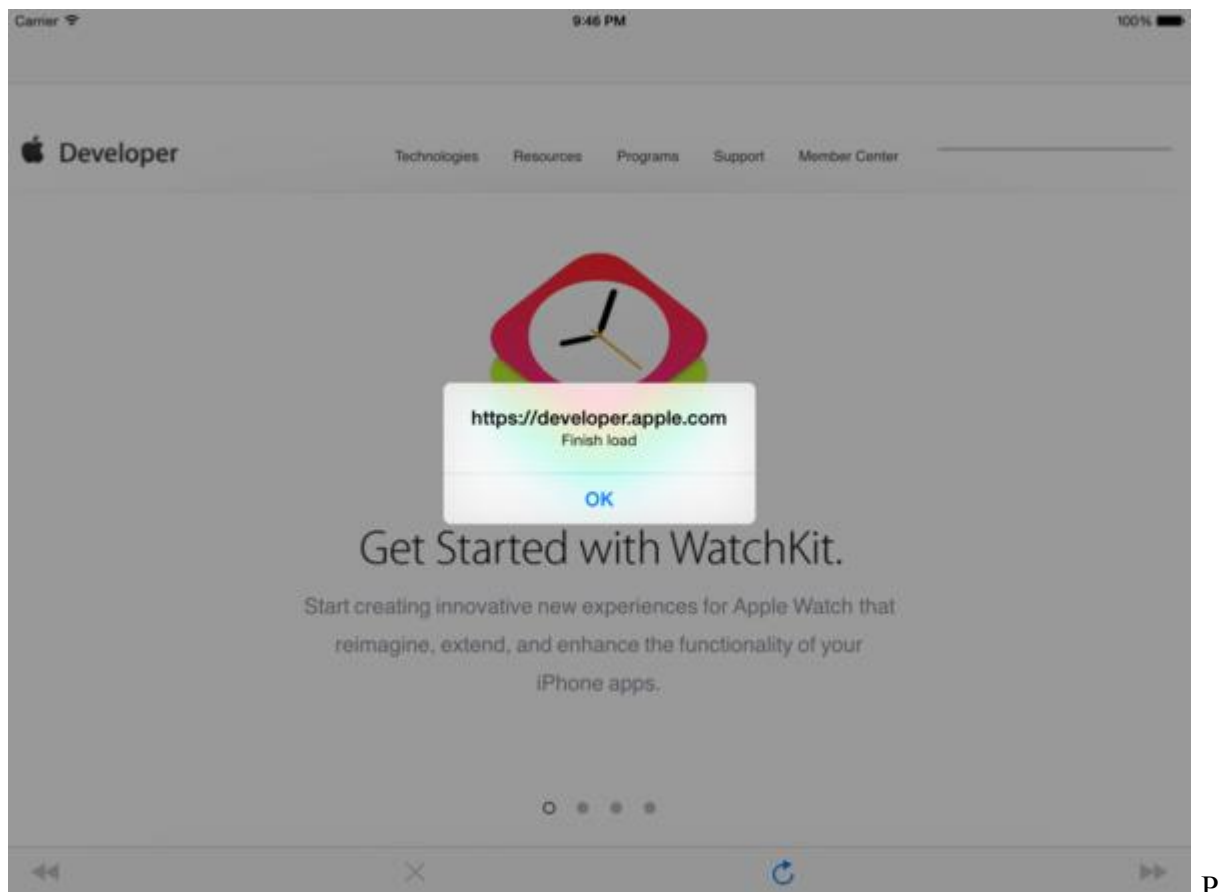 Carrier
9:46 PM
100%
Developer
Technologies Resources Programs Support Member Center
https://developer.apple.com
Finish load
OK
Get Started with WatchKit.
Start creating innovative new experiences for Apple Watch that
reimagine, extend, and enhance the functionality of your
iPhone apps.